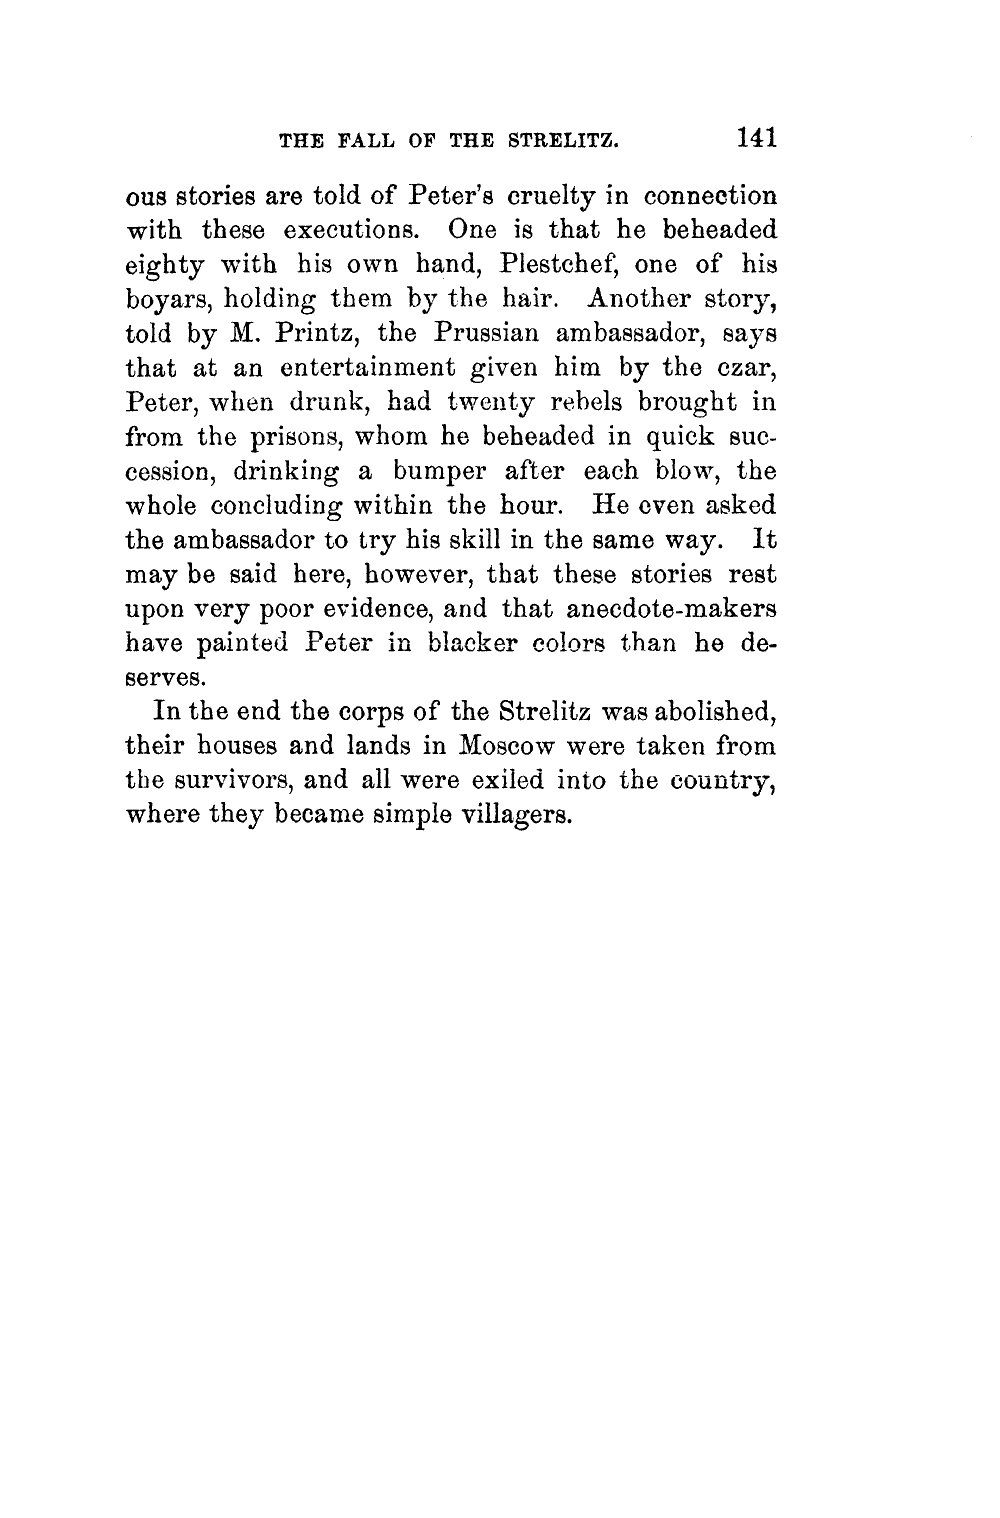 THE FALL OF THE STRELITZ. 141
ous stories are told of Peter's cruelty in connection
with these executions. One is that he beheaded
eighty with his own hand, Plestchef, one of his
boyars, holding them by the hair. Another story,
told by M. Printz, the Prussian ambassador, says
that at an entertainment given him by the czar,
Peter, when drunk, had twenty rebels brought in
from the prisons, whom he beheaded in quick suc-
cession, drinking a bumper after each blow, the
whole concluding within the hour. He even asked
the ambassador to try his skill in the same way. It
may be said here, however, that these stories rest
upon very poor evidence, and that anecdote-makers
have painted Peter in blacker colors than he de-
serves.
In the end the corps of the Strelitz was abolished,
their houses and lands in Moscow were taken from
the survivors, and all were exiled into the country,
where they became simple villagers.